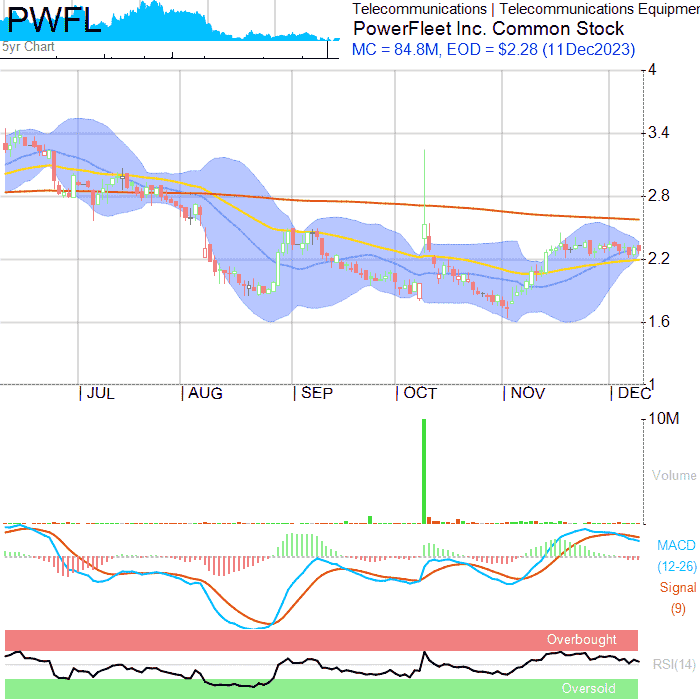 PWFL
Telecommunications | Telecommunications Equipmen
PowerFleet Inc. Common Stock
5yr Chart
MC = 84.8M, EOD = $2.28 (11Dec2023)
4
3.4
2.8
2.2
1.6
1
JUL
AUG
SEP
OCT
NOV
DEC
10M
Volume
MACD
(12-26)
Signal
(9)
Overbought
RSI(14)
Oversold